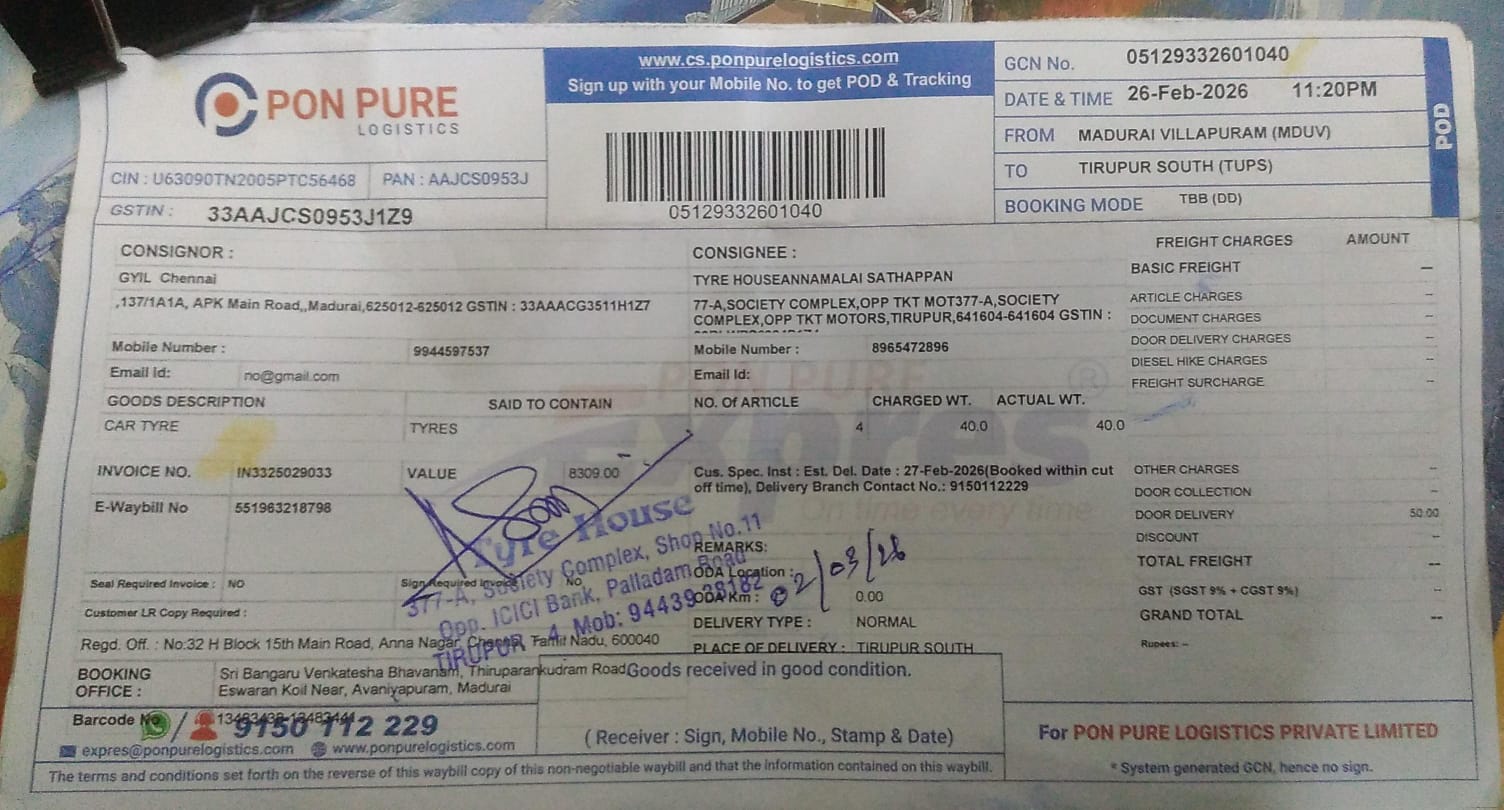 www.cs.ponpurelogistics.com
Sign up with your Mobile No. to get POD & Tracking
PON PURE
LOGISTICS
CIN : U63090TN2005PTC56468 PAN : AAJCS0953J
GSTIN : 33AAJCS0953J1Z9
05129332601040
GCN No. 05129332601040
DATE & TIME 26-Feb-2026 11:20PM
FROM MADURAI VILLAPURAM (MDUV)
TO TIRUPUR SOUTH (TUPS)
BOOKING MODE TBB (DD)
POD
CONSIGNOR :
GYIL Chennai
,137/1A1A, APK Main Road,,Madurai,625012-625012 GSTIN : 33AAACG3511H1Z7
Mobile Number : 9944597537
Email Id: no@gmail.com
CONSIGNEE :
TYRE HOUSEANNAMALAI SATHAPPAN
77-A,SOCIETY COMPLEX,OPP TKT MOT377-A,SOCIETY
COMPLEX,OPP TKT MOTORS,TIRUPUR,641604-641604 GSTIN :
Mobile Number : 8965472896
Email Id:
FREIGHT CHARGES AMOUNT
BASIC FREIGHT –
ARTICLE CHARGES –
DOCUMENT CHARGES –
DOOR DELIVERY CHARGES –
DIESEL HIKE CHARGES –
FREIGHT SURCHARGE –
GOODS DESCRIPTION SAID TO CONTAIN NO. Of ARTICLE CHARGED WT. ACTUAL WT.
CAR TYRE TYRES 4 40.0 40.0
PON PURE
Expres
On time every time
INVOICE NO. IN3325029033 VALUE 8309.00
E-Waybill No 551963218798
Cus. Spec. Inst : Est. Del. Date : 27-Feb-2026(Booked within cut
off time), Delivery Branch Contact No.: 9150112229
OTHER CHARGES –
DOOR COLLECTION –
DOOR DELIVERY 50.00
DISCOUNT –
TOTAL FREIGHT --
GST (SGST 9% + CGST 9%) –
GRAND TOTAL --
Rupees: –
Tyre House
377-A, Society Complex, Shop No.11
Opp. ICICI Bank, Palladam Road
TIRUPUR - 4 Mob: 94439 38182
REMARKS:
ODA Location :
ODA Km : 0.00
02/03/26
DELIVERY TYPE : NORMAL
PLACE OF DELIVERY : TIRUPUR SOUTH
Seal Required Invoice : NO Sign Required Invoice No
Customer LR Copy Required :
Regd. Off. : No:32 H Block 15th Main Road, Anna Nagar, Chennai, Tamil Nadu, 600040
BOOKING OFFICE : Sri Bangaru Venkatesha Bhavanam, Thiruparankudram Road
Eswaran Koil Near, Avaniyapuram, Madurai
Goods received in good condition.
Barcode No 13483438-13483441
9150 112 229
expres@ponpurelogistics.com www.ponpurelogistics.com
( Receiver : Sign, Mobile No., Stamp & Date)
For PON PURE LOGISTICS PRIVATE LIMITED
* System generated GCN, hence no sign.
The terms and conditions set forth on the reverse of this waybill copy of this non-negotiable waybill and that the information contained on this waybill.